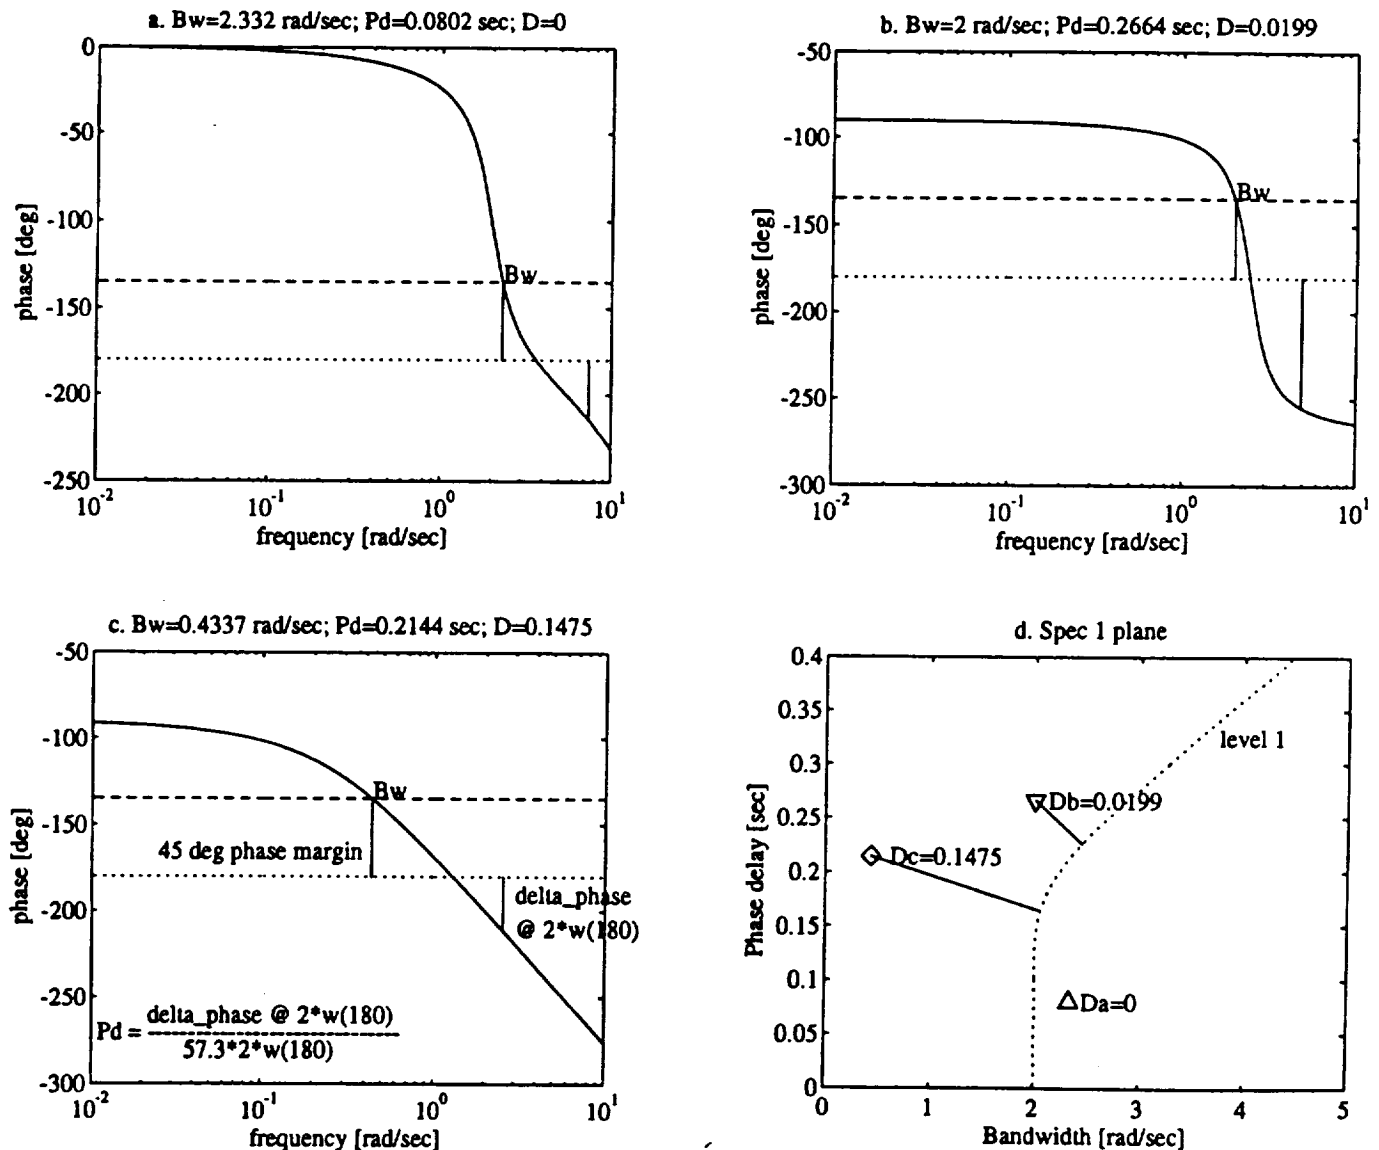 a. Bw=2.332 rad/sec; Pd=0.0802 sec; D=0
0
-50
-100
-150
-200
-250
phase [deg]
Bw
10^-2
10^-1
10^0
10^1
frequency [rad/sec]
b. Bw=2 rad/sec; Pd=0.2664 sec; D=0.0199
-50
-100
-150
-200
-250
-300
phase [deg]
Bw
10^-2
10^-1
10^0
10^1
frequency [rad/sec]
c. Bw=0.4337 rad/sec; Pd=0.2144 sec; D=0.1475
-50
-100
-150
-200
-250
-300
phase [deg]
Bw
45 deg phase margin
delta_phase
@ 2*w(180)
Pd = delta_phase @ 2*w(180)
57.3*2*w(180)
10^-2
10^-1
10^0
10^1
frequency [rad/sec]
d. Spec 1 plane
0.4
0.35
0.3
0.25
0.2
0.15
0.1
0.05
0
Phase delay [sec]
level 1
Db=0.0199
Dc=0.1475
Da=0
0
1
2
3
4
5
Bandwidth [rad/sec]